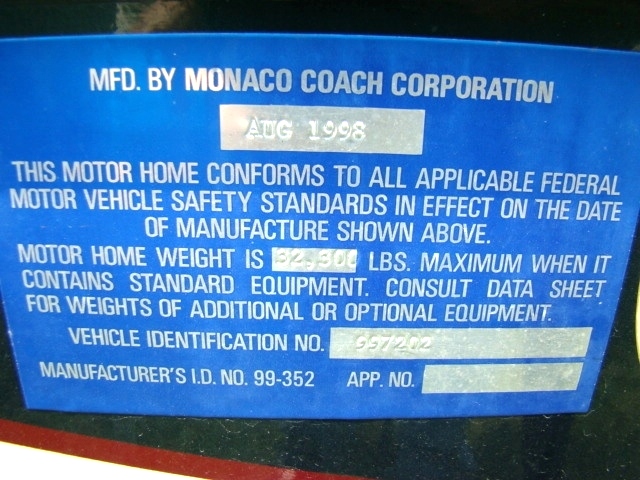 MFD. BY MONACO COACH CORPORATION
AUG 1998
THIS MOTOR HOME CONFORMS TO ALL APPLICABLE FEDERAL
MOTOR VEHICLE SAFETY STANDARDS IN EFFECT ON THE DATE
OF MANUFACTURE SHOWN ABOVE.
MOTOR HOME WEIGHT IS 32,300 LBS. MAXIMUM WHEN IT
CONTAINS STANDARD EQUIPMENT. CONSULT DATA SHEET
FOR WEIGHTS OF ADDITIONAL OR OPTIONAL EQUIPMENT.
VEHICLE IDENTIFICATION NO. 997202
MANUFACTURER'S I.D. NO. 99-352 APP. NO.